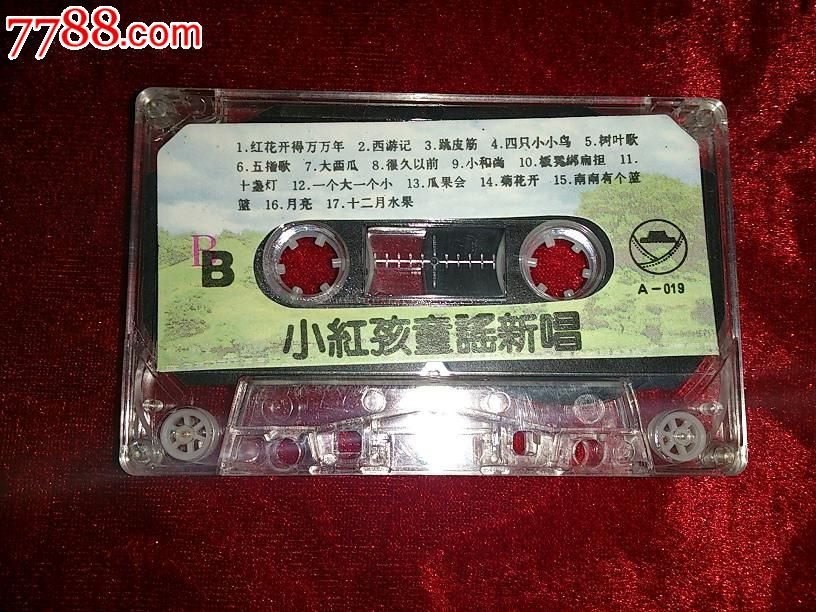 7788.com
1.红花开得万万年 2.西游记 3.跳皮筋 4.四只小小鸟 5.树叶歌
6.五指歌 7.大西瓜 8.很久以前 9.小和尚 10.板凳绑扁担 11.
十盏灯 12.一个大一个小 13.瓜果会 14.菊花开 15.南南有个篮
篮 16.月亮 17.十二月水果
B
A-019
小紅孩童謠新唱